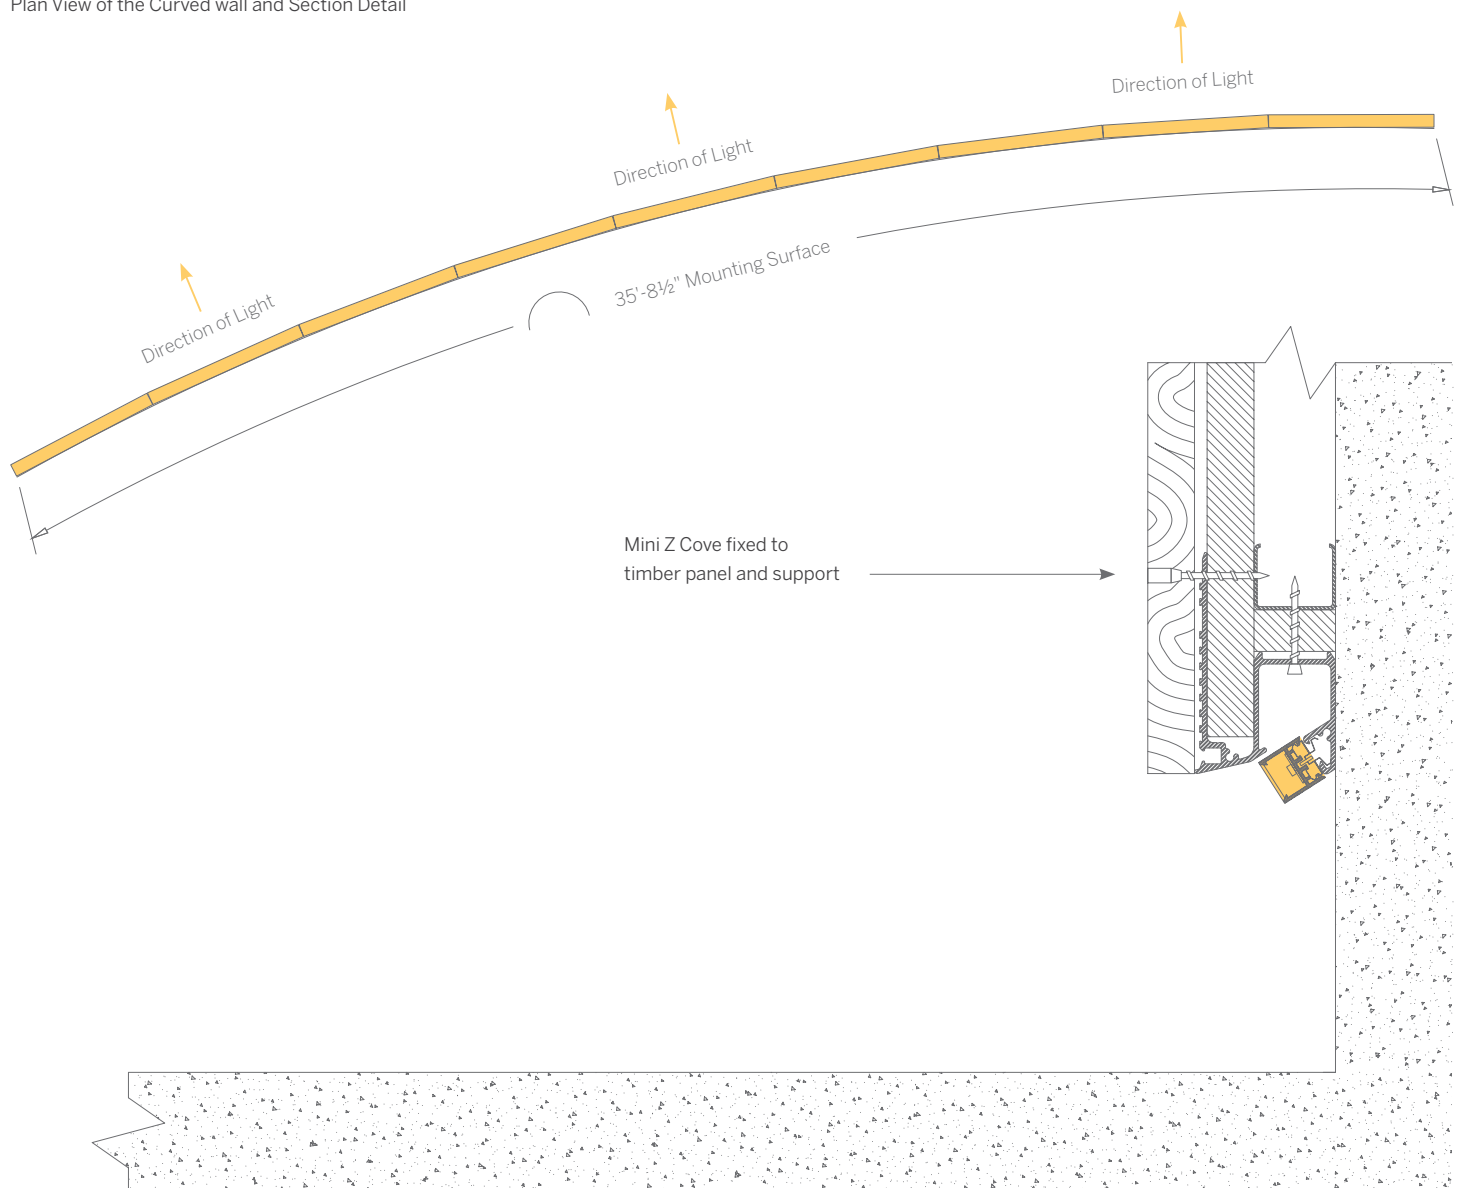 Plan View of the Curved wall and Section Detail
Direction of Light
Direction of Light
Direction of Light
35'-8½" Mounting Surface
Mini Z Cove fixed to
timber panel and support